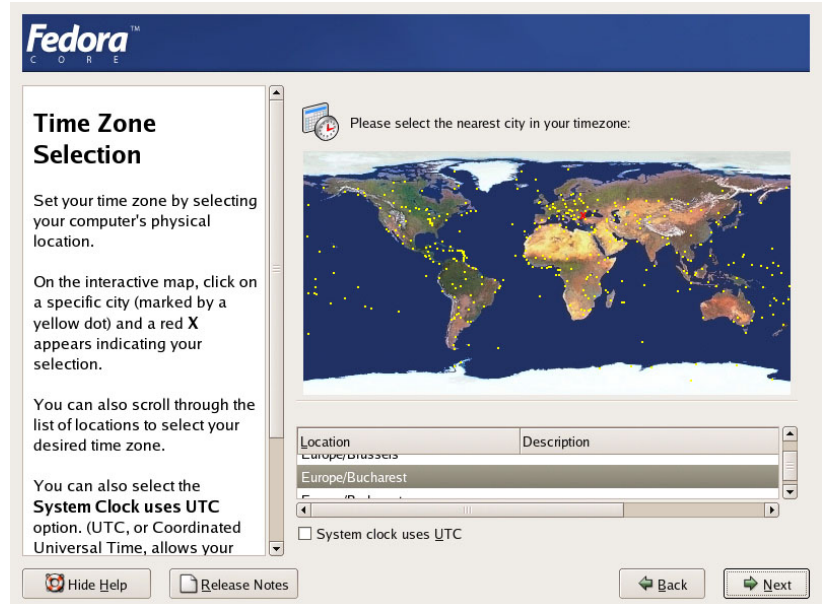 Fedora™
CORE
Time Zone
Selection
Set your time zone by selecting
your computer's physical
location.
On the interactive map, click on
a specific city (marked by a
yellow dot) and a red X
appears indicating your
selection.
You can also scroll through the
list of locations to select your
desired time zone.
You can also select the
System Clock uses UTC
option. (UTC, or Coordinated
Universal Time, allows your
Please select the nearest city in your timezone:
Location Description
Europe/Brussels
Europe/Bucharest
System clock uses UTC
Hide Help Release Notes Back Next